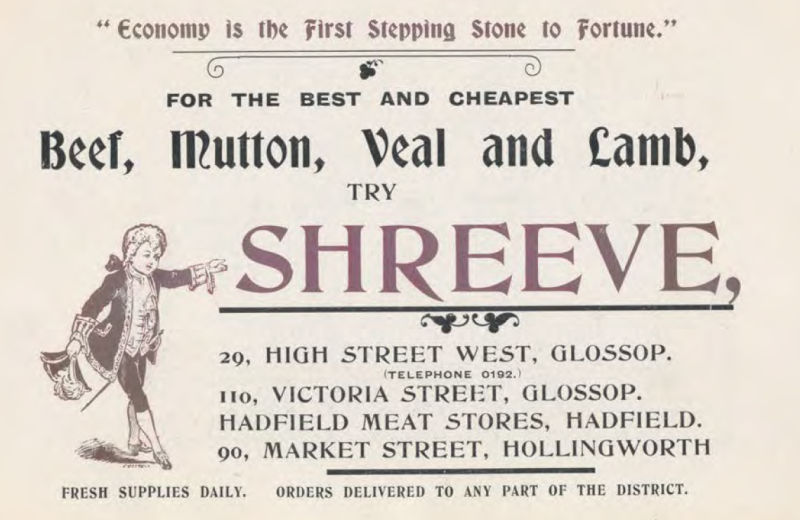 "Economy is the First Stepping Stone to Fortune."
FOR THE BEST AND CHEAPEST
Beef, Mutton, Veal and Lamb,
TRY
SHREEVE,
29, HIGH STREET WEST, GLOSSOP.
(TELEPHONE 0192.)
110, VICTORIA STREET, GLOSSOP.
HADFIELD MEAT STORES, HADFIELD.
90, MARKET STREET, HOLLINGWORTH
FRESH SUPPLIES DAILY. ORDERS DELIVERED TO ANY PART OF THE DISTRICT.